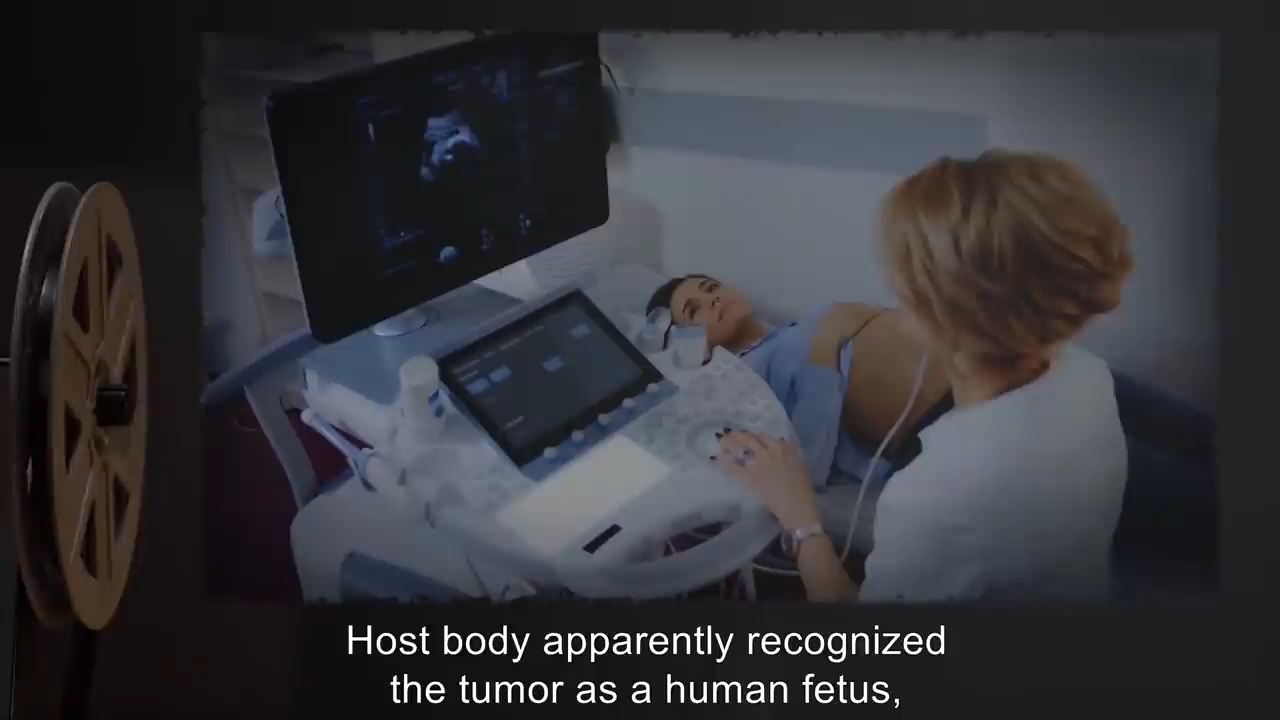 Host body apparently recognized
the tumor as a human fetus,